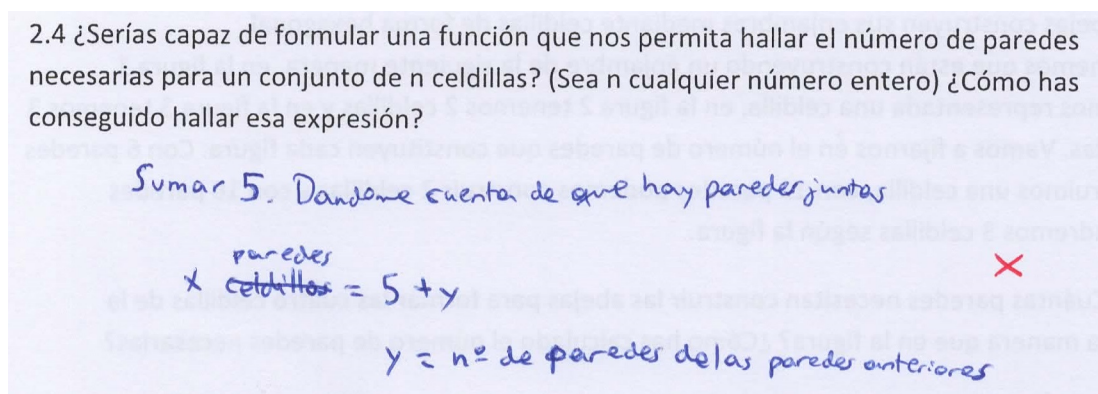 2.4 ¿Serías capaz de formular una función que nos permita hallar el número de paredes
necesarias para un conjunto de n celdillas? (Sea n cualquier número entero) ¿Cómo has
conseguido hallar esa expresión?
Sumar 5. Dandome cuenta de que hay paredes juntas
paredes
x celdillas = 5 + y
y = nº de paredes de las paredes anteriores